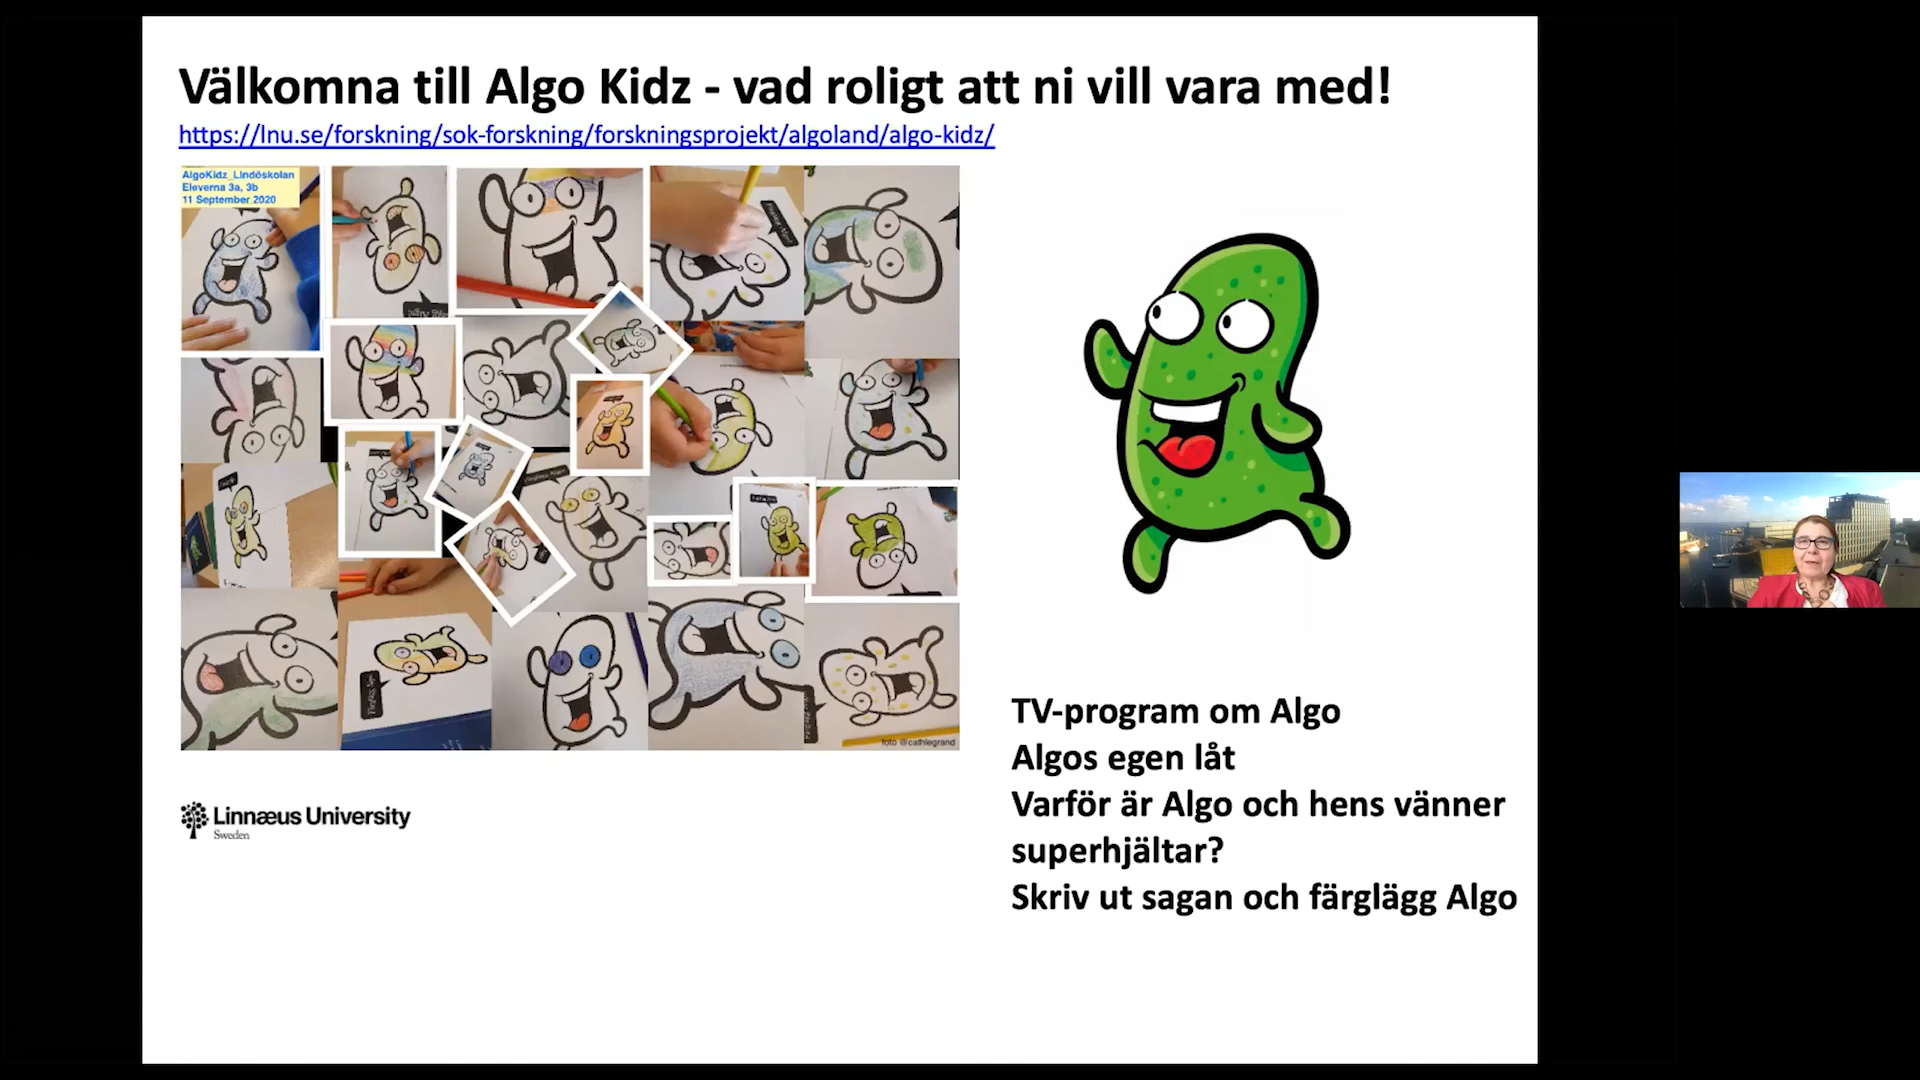 Välkomna till Algo Kidz - vad roligt att ni vill vara med!
https://lnu.se/forskning/sok-forskning/forskningsprojekt/algoland/algo-kidz/
AlgoKidz_Lindöskolan
Eleverna 3a, 3b
11 September 2020
foto @cathlegrand
TV-program om Algo
Algos egen låt
Varför är Algo och hens vänner
superhjältar?
Skriv ut sagan och färglägg Algo
Linnæus University
Sweden